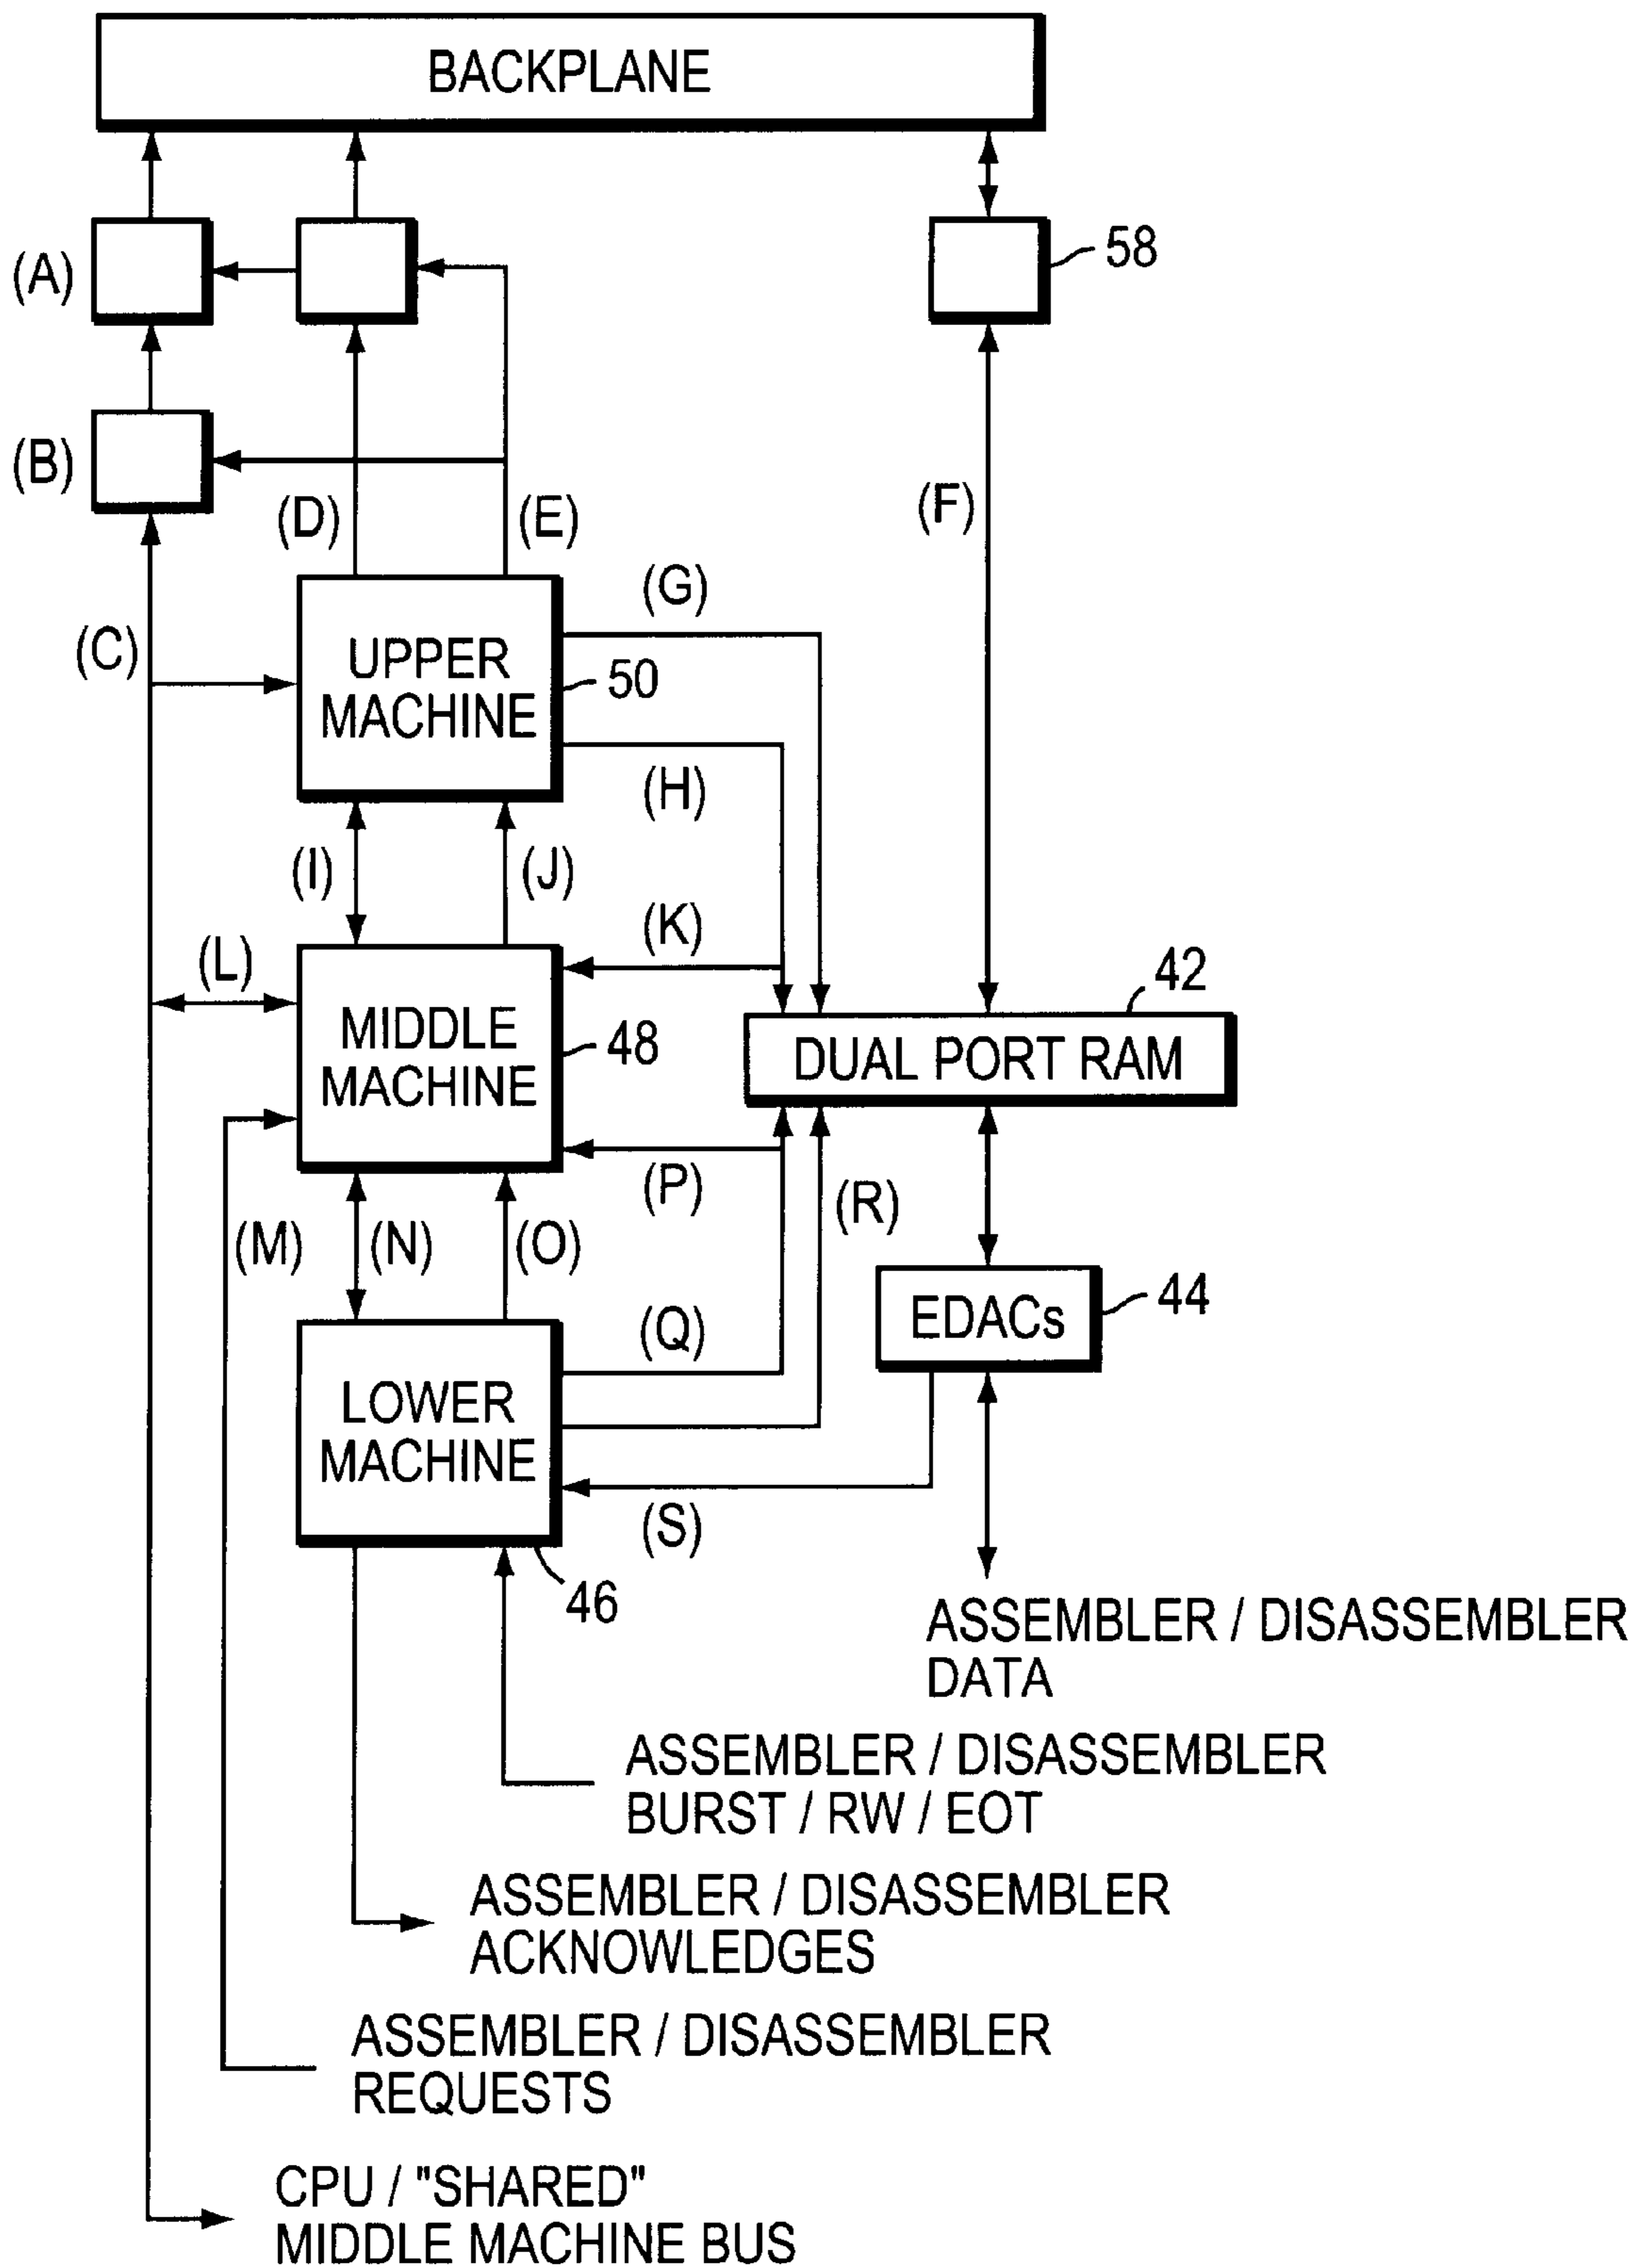 BACKPLANE
(A)
58
(B)
(D)
(E)
(F)
(G)
(C)
UPPER
MACHINE
50
(H)
(I)
(J)
(K)
(L)
42
MIDDLE
MACHINE
48
DUAL PORT RAM
(P)
(R)
(M)
(N)
(O)
EDACs
44
(Q)
LOWER
MACHINE
(S)
46
ASSEMBLER / DISASSEMBLER
DATA
ASSEMBLER / DISASSEMBLER
BURST / RW / EOT
ASSEMBLER / DISASSEMBLER
ACKNOWLEDGES
ASSEMBLER / DISASSEMBLER
REQUESTS
CPU / "SHARED"
MIDDLE MACHINE BUS